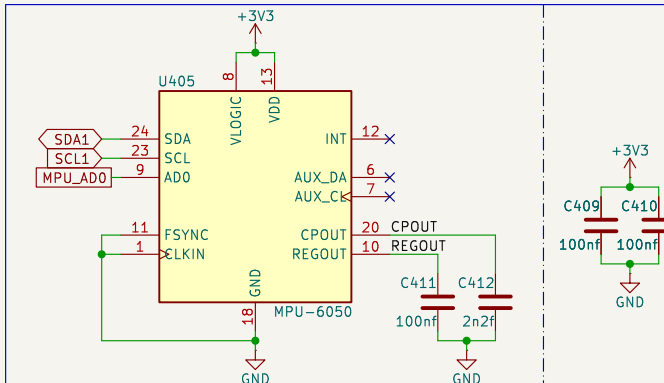 +3V3
U405
8
13
VLOGIC
VDD
SDA1
24
SDA
INT
12
SCL1
23
SCL
MPU_AD0
9
AD0
AUX_DA
6
AUX_CL
7
11
FSYNC
CPOUT
20
CPOUT
1
CLKIN
REGOUT
10
REGOUT
GND
18
MPU-6050
C411
100nf
C412
2n2f
GND
GND
+3V3
C409
100nf
C410
100nf
GND